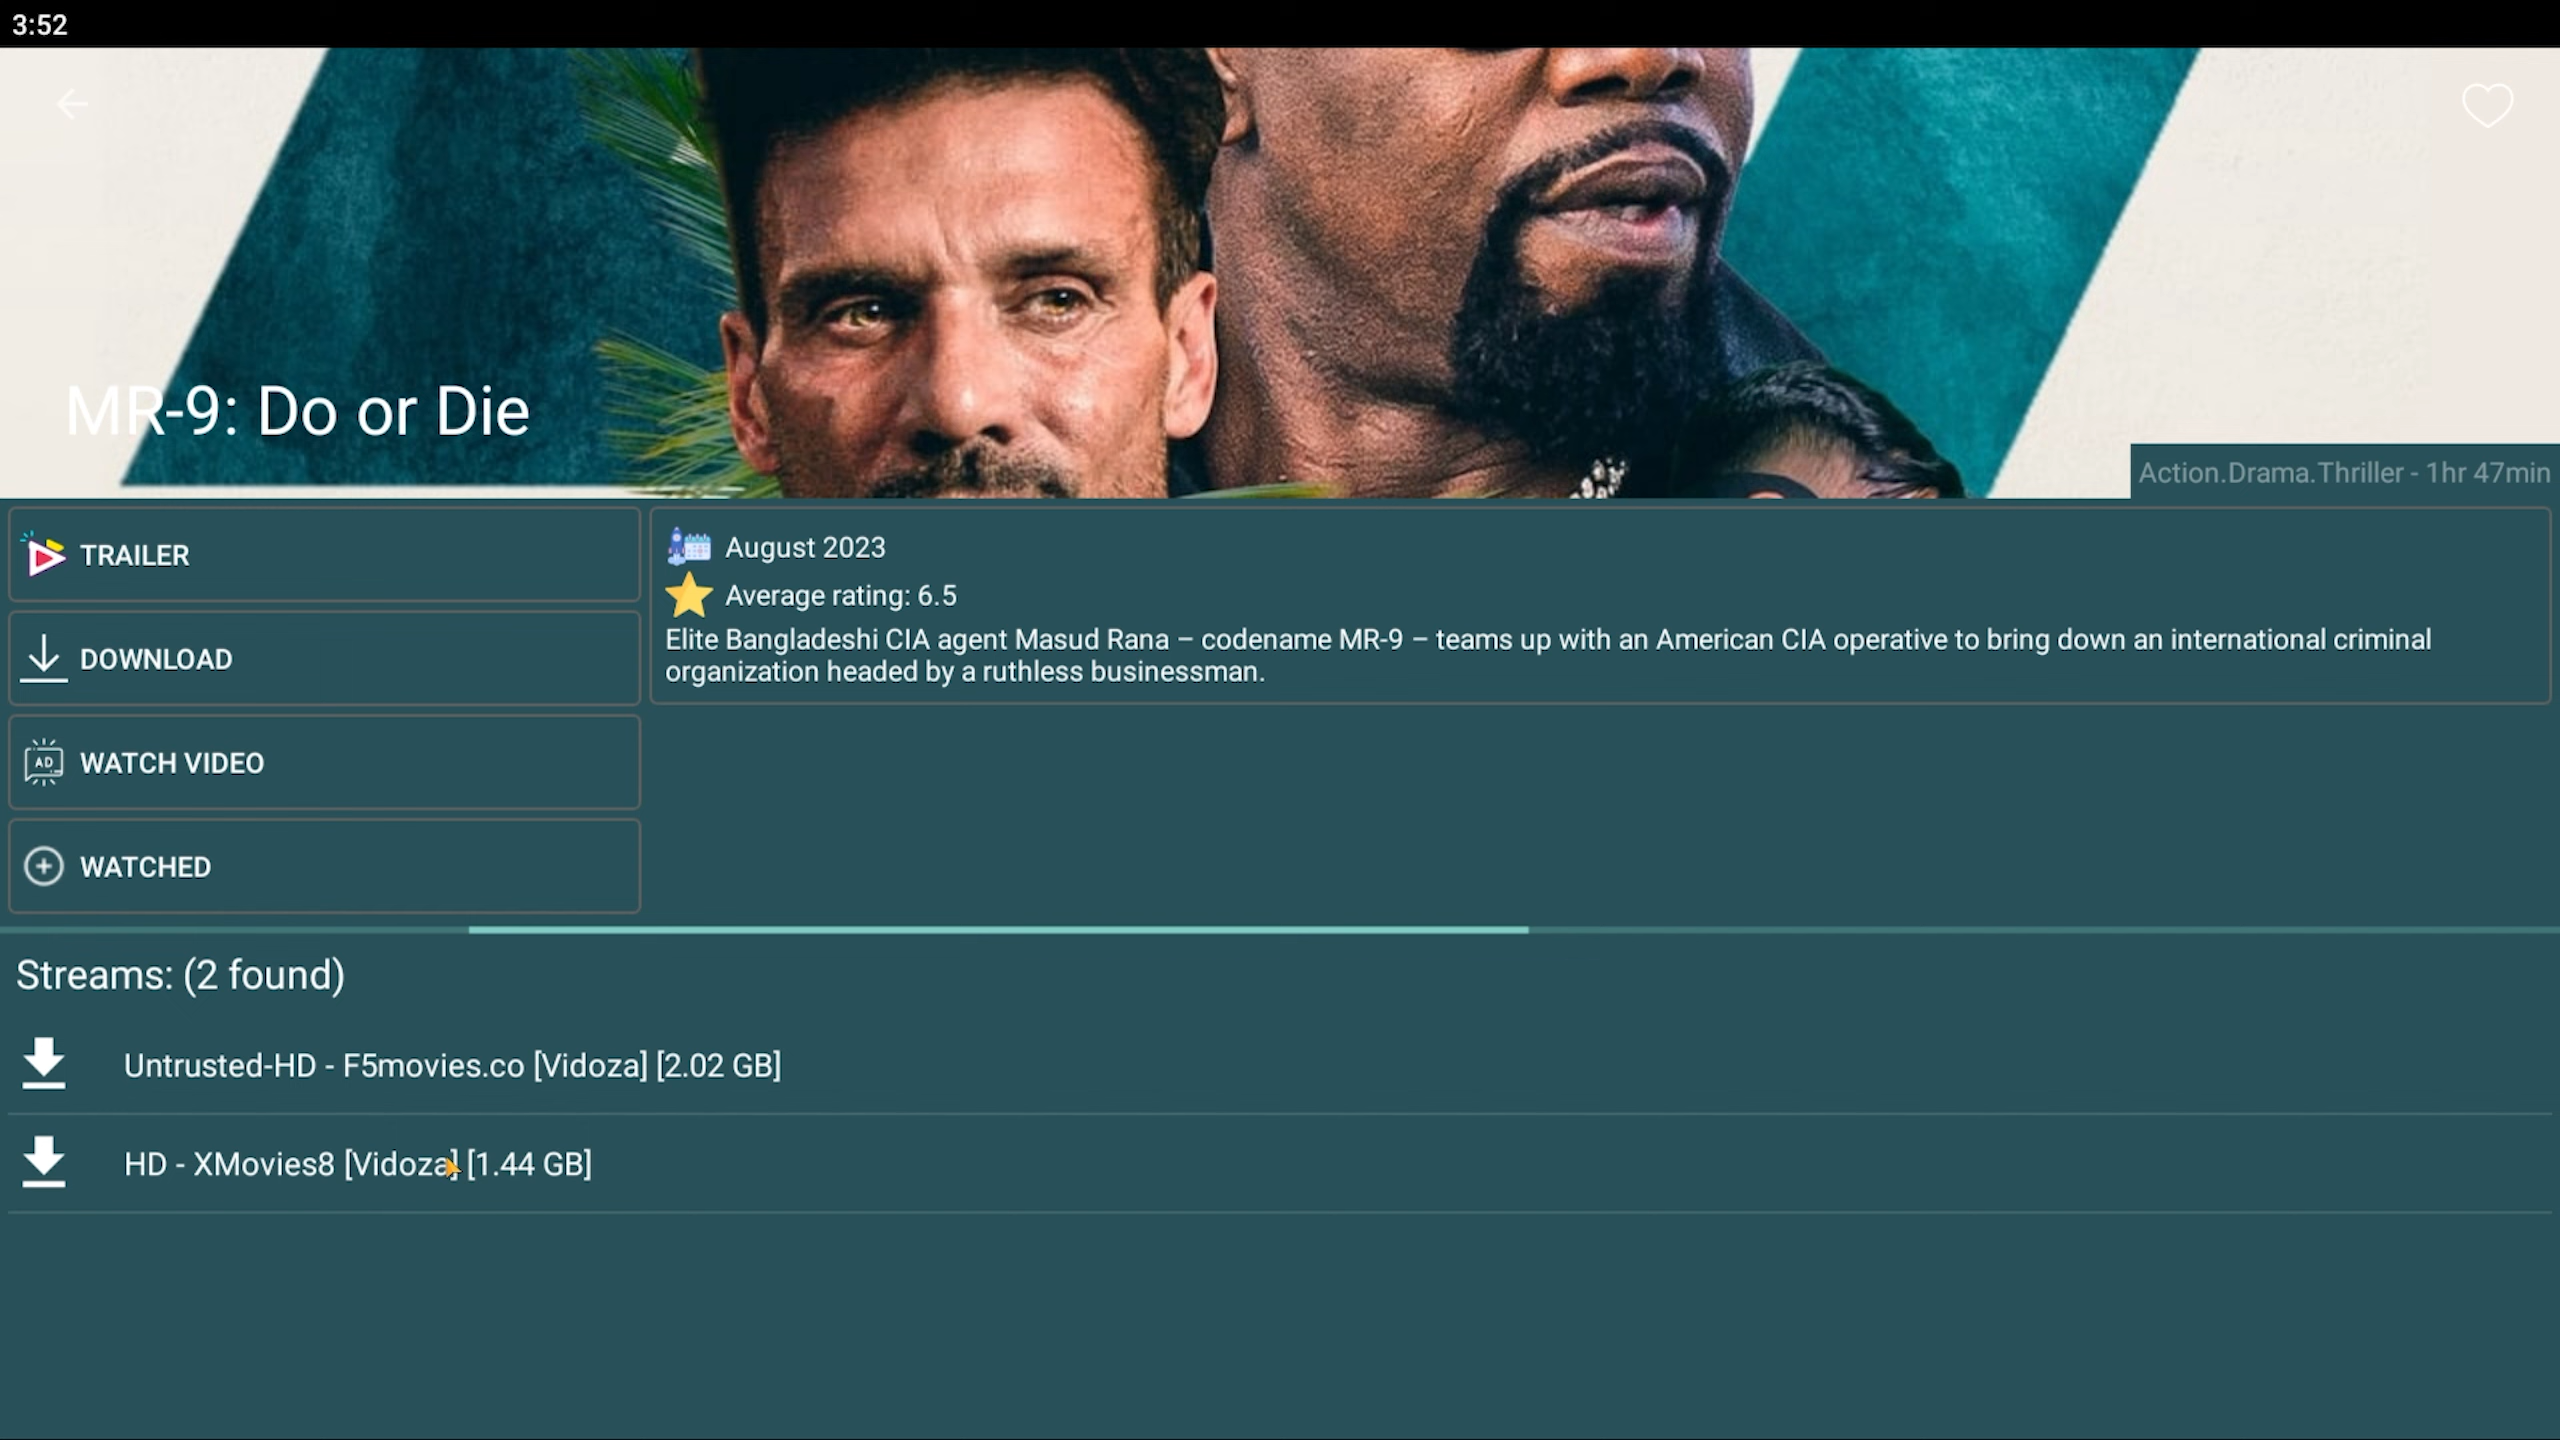 3:52
MR-9: Do or Die
Action.Drama.Thriller - 1hr 47min
TRAILER
DOWNLOAD
AD
WATCH VIDEO
WATCHED
August 2023
Average rating: 6.5
Elite Bangladeshi CIA agent Masud Rana – codename MR-9 – teams up with an American CIA operative to bring down an international criminal
organization headed by a ruthless businessman.
Streams: (2 found)
Untrusted-HD - F5movies.co [Vidoza] [2.02 GB]
HD - XMovies8 [Vidoza] [1.44 GB]